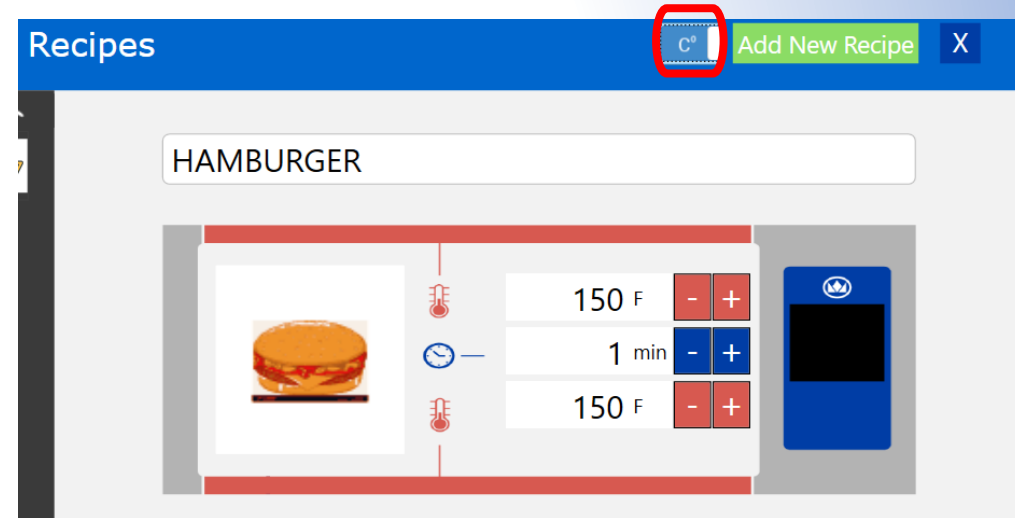 Recipes
C° Add New Recipe X
HAMBURGER
150 F - +
1 min - +
150 F - +